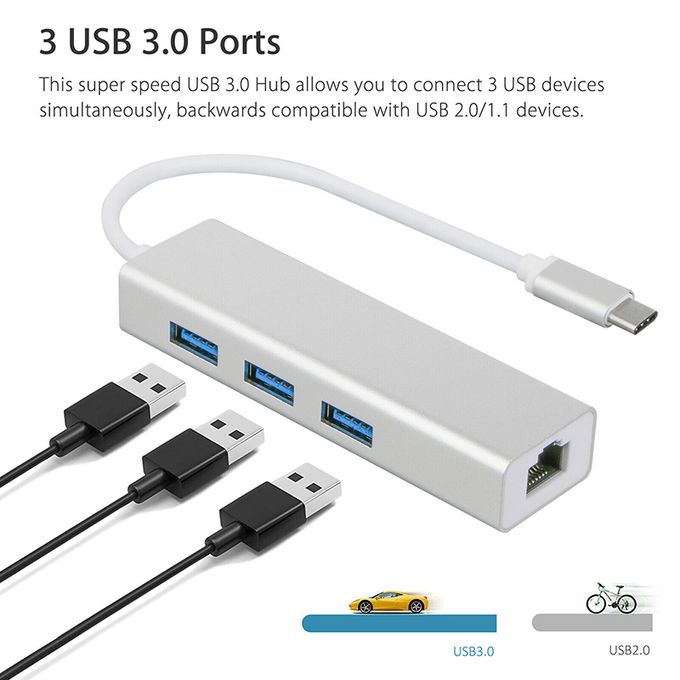 3 USB 3.0 Ports
This super speed USB 3.0 Hub allows you to connect 3 USB devices
simultaneously, backwards compatible with USB 2.0/1.1 devices.
USB3.0
USB2.0